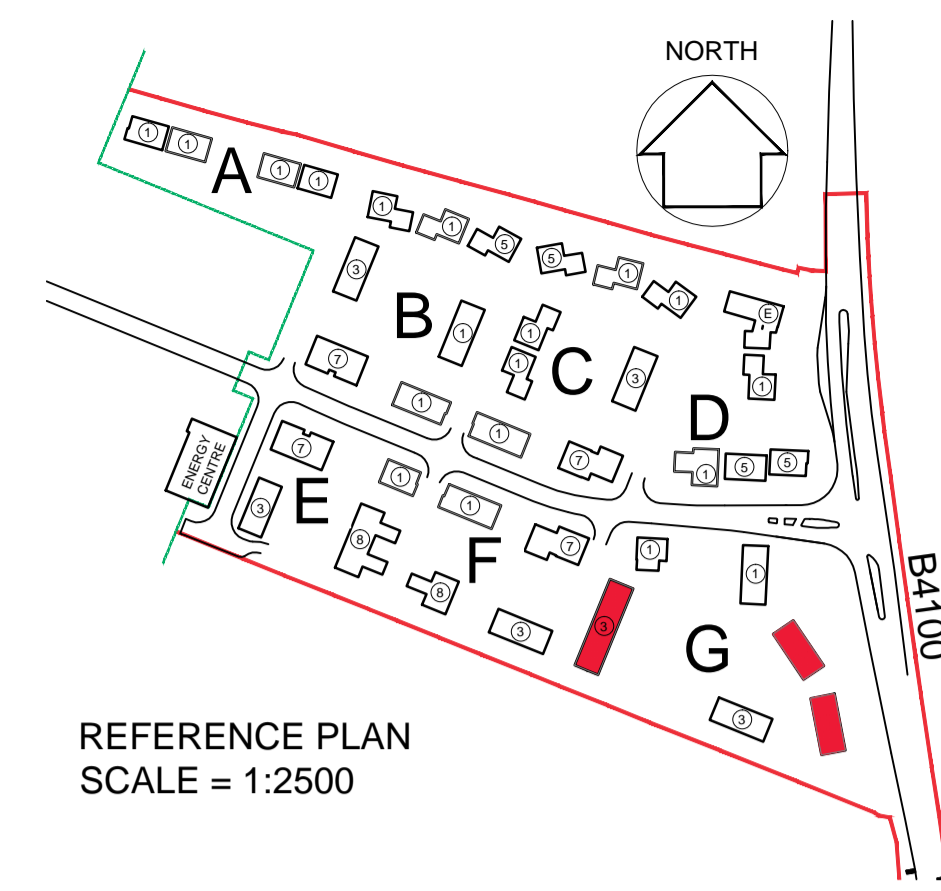 NORTH
① ①
A
① ①
① ① ⑤
⑤ ① ①
③
B
①
①
①
C
③
E
①
D
⑦
①
①
⑦
① ⑤ ⑤
ENERGY
CENTRE
⑦
③
E
①
①
⑧
F
⑦
⑧
③
③
①
①
G
③
B4100
REFERENCE PLAN
SCALE = 1:2500